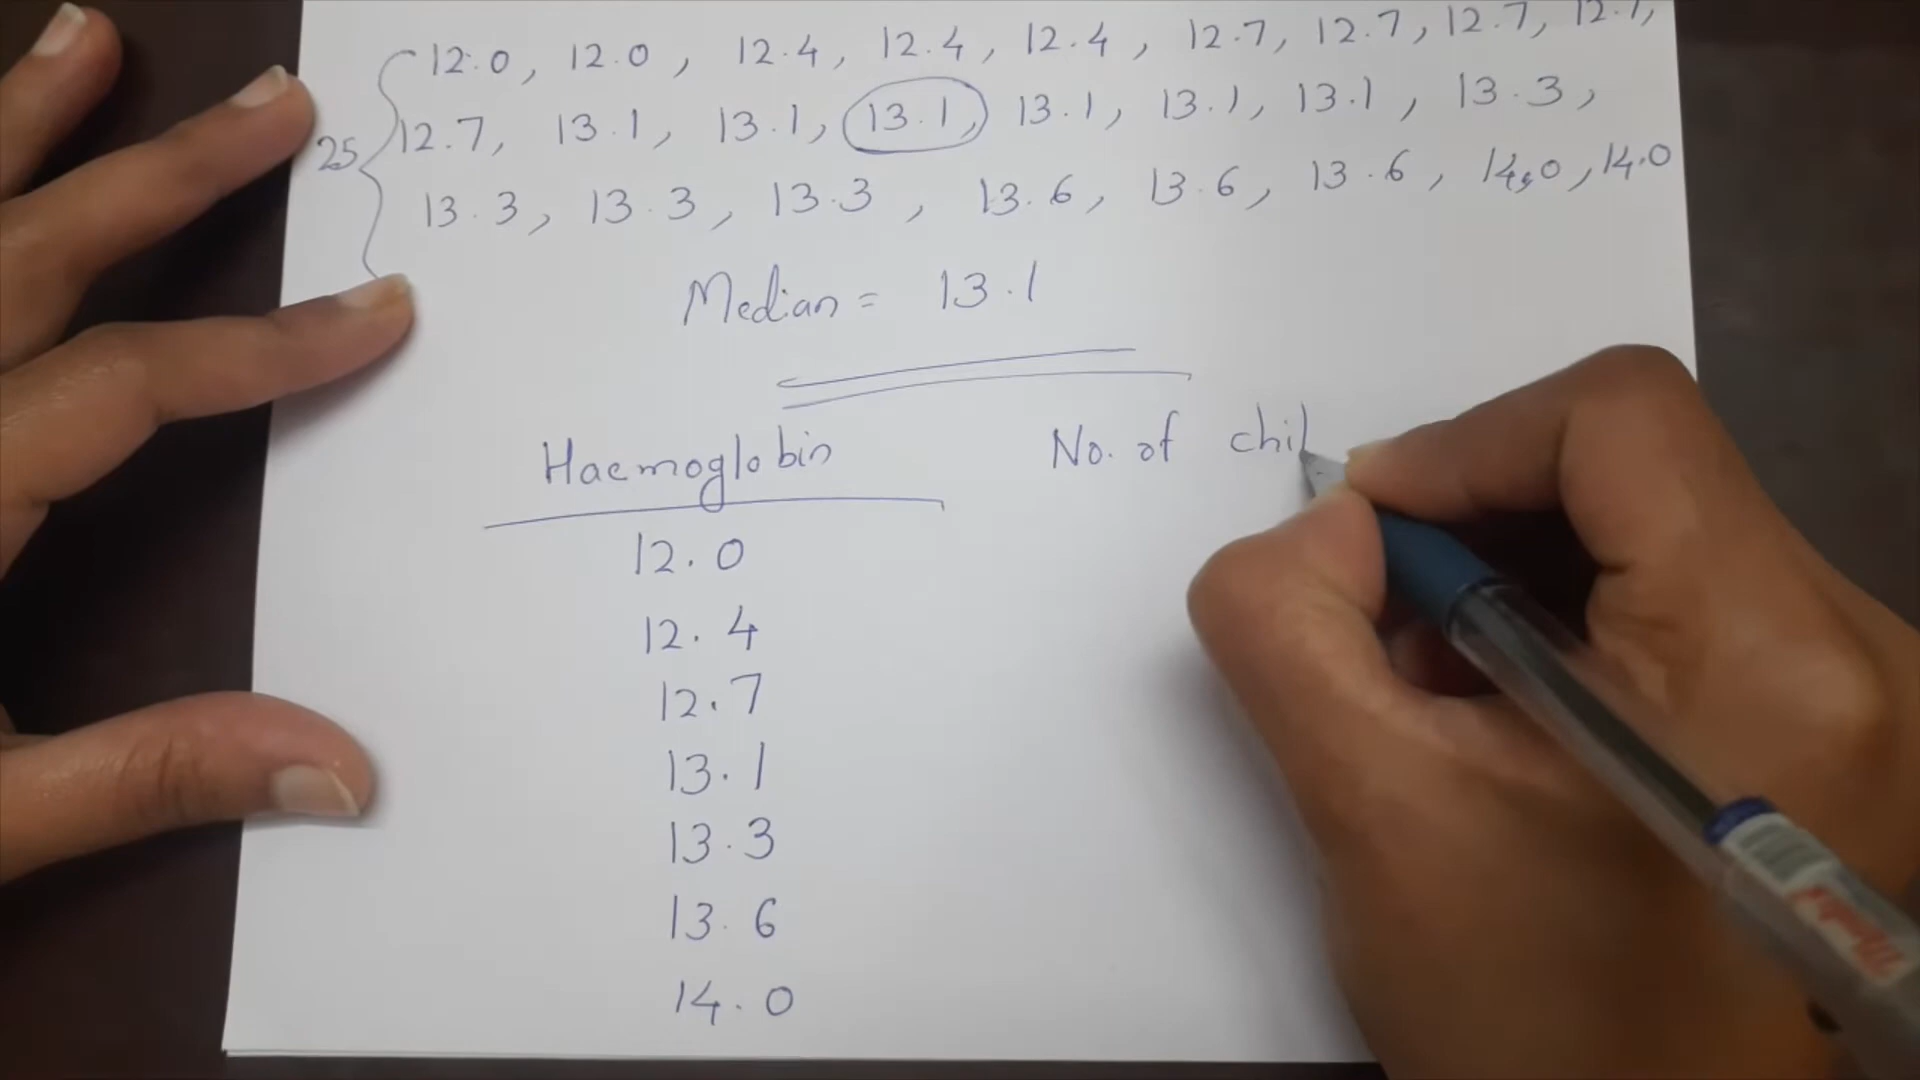 12.0, 12.0, 12.4, 12.4, 12.4, 12.7, 12.7, 12.7, 12.7,
25 12.7, 13.1, 13.1, 13.1, 13.1, 13.1, 13.1, 13.3,
13.3, 13.3, 13.3, 13.6, 13.6, 13.6, 14.0, 14.0
Median = 13.1
Haemoglobin No. of chil
12.0
12.4
12.7
13.1
13.3
13.6
14.0